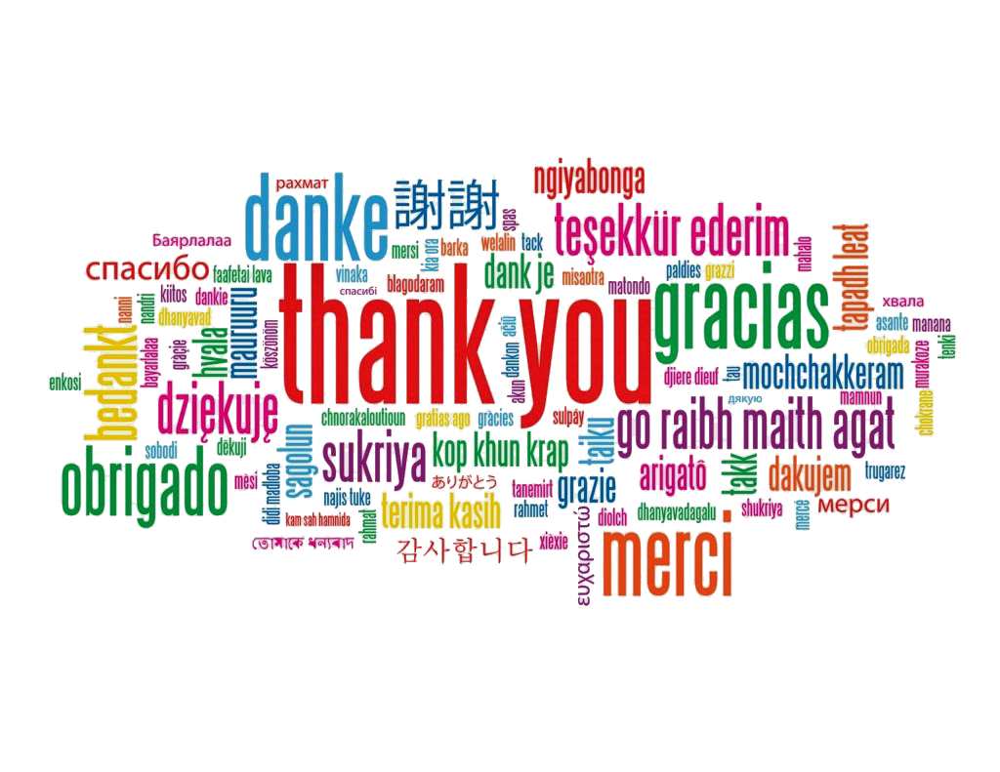 рахмат
danke
謝謝
ngiyabonga
spas
teşekkür ederim
Баярлалаа
mersi
kia ora
barka
welalin
tack
mahalo
tapadh leat
спасибо
faafetai lava
vinaka
спасибі
blagodaram
dank je
misaotra
matondo
paldies
grazzi
thank you
gracias
хвала
kiitos
dankie
nanni
nandri
dhanyavad
bedankt
bayarlalaa
gràçie
hvala
mauruuru
köszönöm
asante
manana
obrigada
murakoze
tenki
enkosi
dziękuję
akun
dankon
aciū
djiere dieuf
tau
mochchakkeram
дякую
mamnun
chokrane
chnorakaloutioun
gratias ago
gràcies
sulpáy
go raibh maith agat
sobodi
děkuji
sagolun
sukriya
kop khun krap
taiku
obrigado
mèsi
didi madloba
najis tuke
ありがとう
tanemirt
grazie
arigatô
takk
dakujem
trugarez
kam sah hamnida
rahmat
terima kasih
rahmet
diolch
dhanyavadagalu
shukriya
mercé
мерси
তোমাকে ধন্যবাদ
감사합니다
xièxie
ευχαριστώ
merci